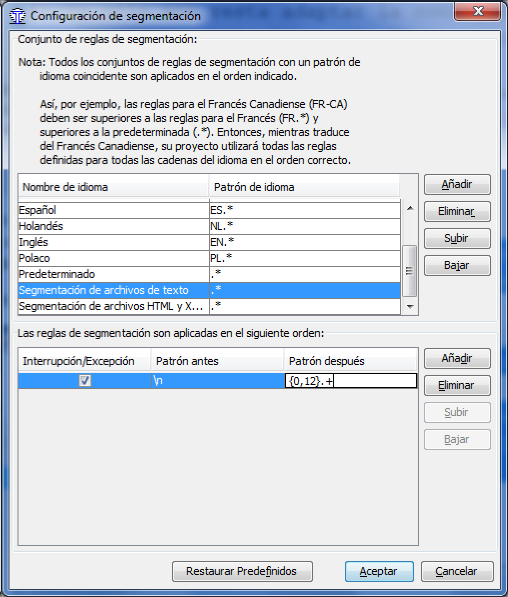 Configuración de segmentación
Conjunto de reglas de segmentación:
Nota: Todos los conjuntos de reglas de segmentación con un patrón de
idioma coincidente son aplicados en el orden indicado.
Así, por ejemplo, las reglas para el Francés Canadiense (FR-CA)
deben ser superiores a las reglas para el Francés (FR.*) y
superiores a la predeterminada (.*). Entonces, mientras traduce
del Francés Canadiense, su proyecto utilizará todas las reglas
definidas para todas las cadenas del idioma en el orden correcto.
Nombre de idioma Patrón de idioma
Español ES.*
Holandés NL.*
Inglés EN.*
Polaco PL.*
Predeterminado .*
Segmentación de archivos de texto .*
Segmentación de archivos HTML y X... .*
Añadir
Eliminar
Subir
Bajar
Las reglas de segmentación son aplicadas en el siguiente orden:
Interrupción/Excepción Patrón antes Patrón después
\n {0,12}.+
Añadir
Eliminar
Subir
Bajar
Restaurar Predefinidos Aceptar Cancelar